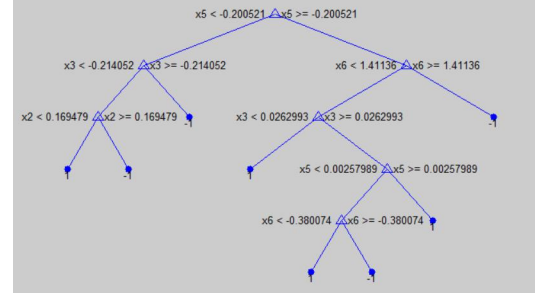 x5 < -0.200521 x5 >= -0.200521
x3 < -0.214052 x3 >= -0.214052 x6 < 1.41136 x6 >= 1.41136
x2 < 0.169479 x2 >= 0.169479 -1 x3 < 0.0262993 x3 >= 0.0262993 -1
1 -1 1 x5 < 0.00257989 x5 >= 0.00257989
x6 < -0.380074 x6 >= -0.380074 1
1 -1